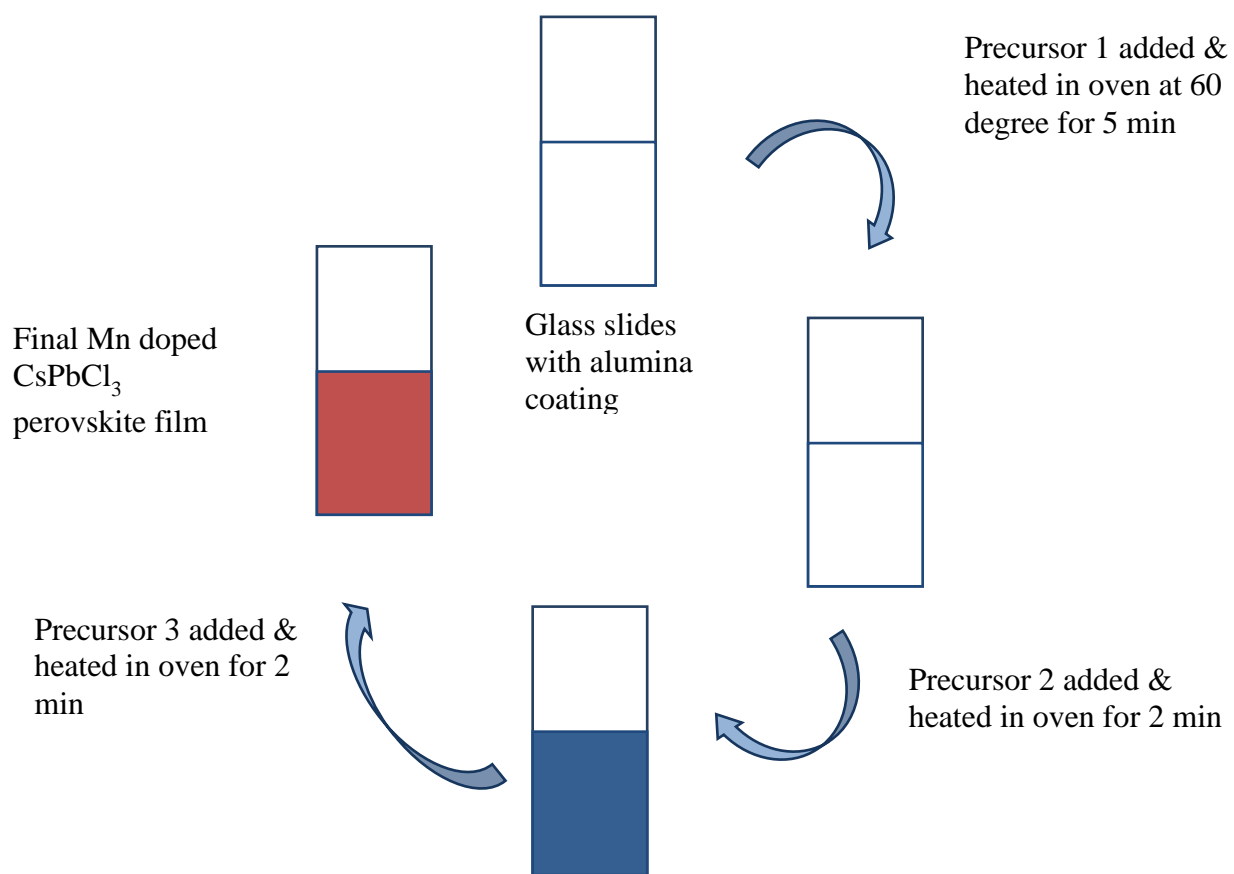 Precursor 1 added &
heated in oven at 60
degree for 5 min
Glass slides
with alumina
coating
Final Mn doped
CsPbCl₃
perovskite film
Precursor 3 added &
heated in oven for 2
min
Precursor 2 added &
heated in oven for 2 min